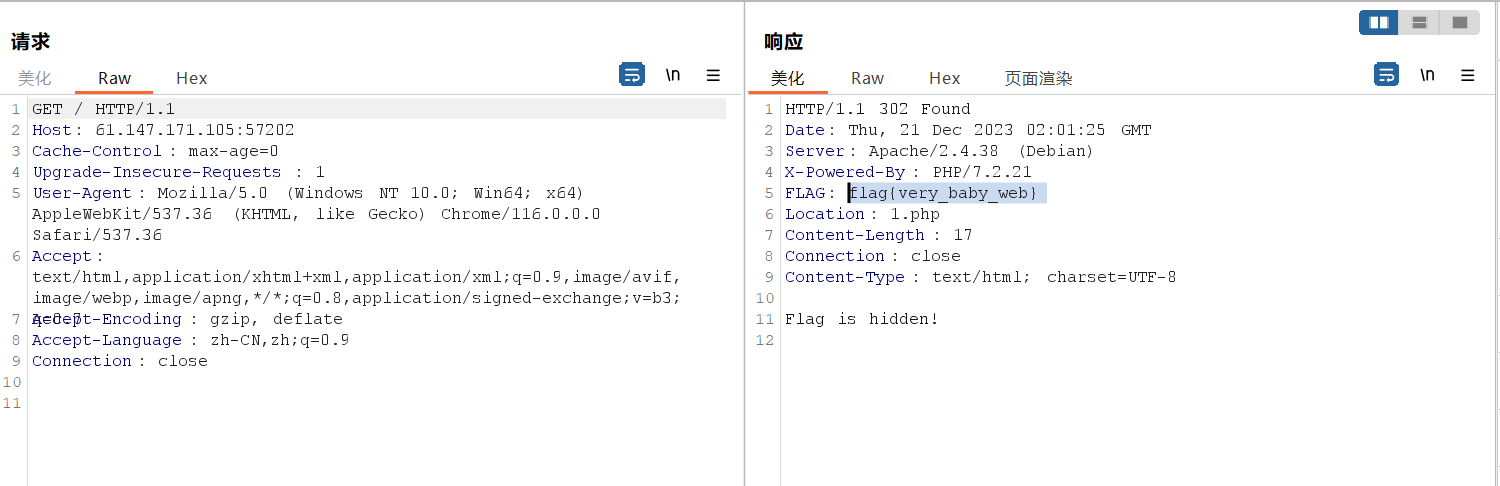 请求
美化 Raw Hex \n
1 GET / HTTP/1.1
2 Host: 61.147.171.105:57202
3 Cache-Control: max-age=0
4 Upgrade-Insecure-Requests: 1
5 User-Agent: Mozilla/5.0 (Windows NT 10.0; Win64; x64)
AppleWebKit/537.36 (KHTML, like Gecko) Chrome/116.0.0.0
Safari/537.36
6 Accept:
text/html,application/xhtml+xml,application/xml;q=0.9,image/avif,
image/webp,image/apng,*/*;q=0.8,application/signed-exchange;v=b3;
q=0.7
7 Accept-Encoding: gzip, deflate
8 Accept-Language: zh-CN,zh;q=0.9
9 Connection: close
10
11
响应
美化 Raw Hex 页面渲染 \n
1 HTTP/1.1 302 Found
2 Date: Thu, 21 Dec 2023 02:01:25 GMT
3 Server: Apache/2.4.38 (Debian)
4 X-Powered-By: PHP/7.2.21
5 FLAG: flag{very_baby_web}
6 Location: 1.php
7 Content-Length: 17
8 Connection: close
9 Content-Type: text/html; charset=UTF-8
10
11 Flag is hidden!
12